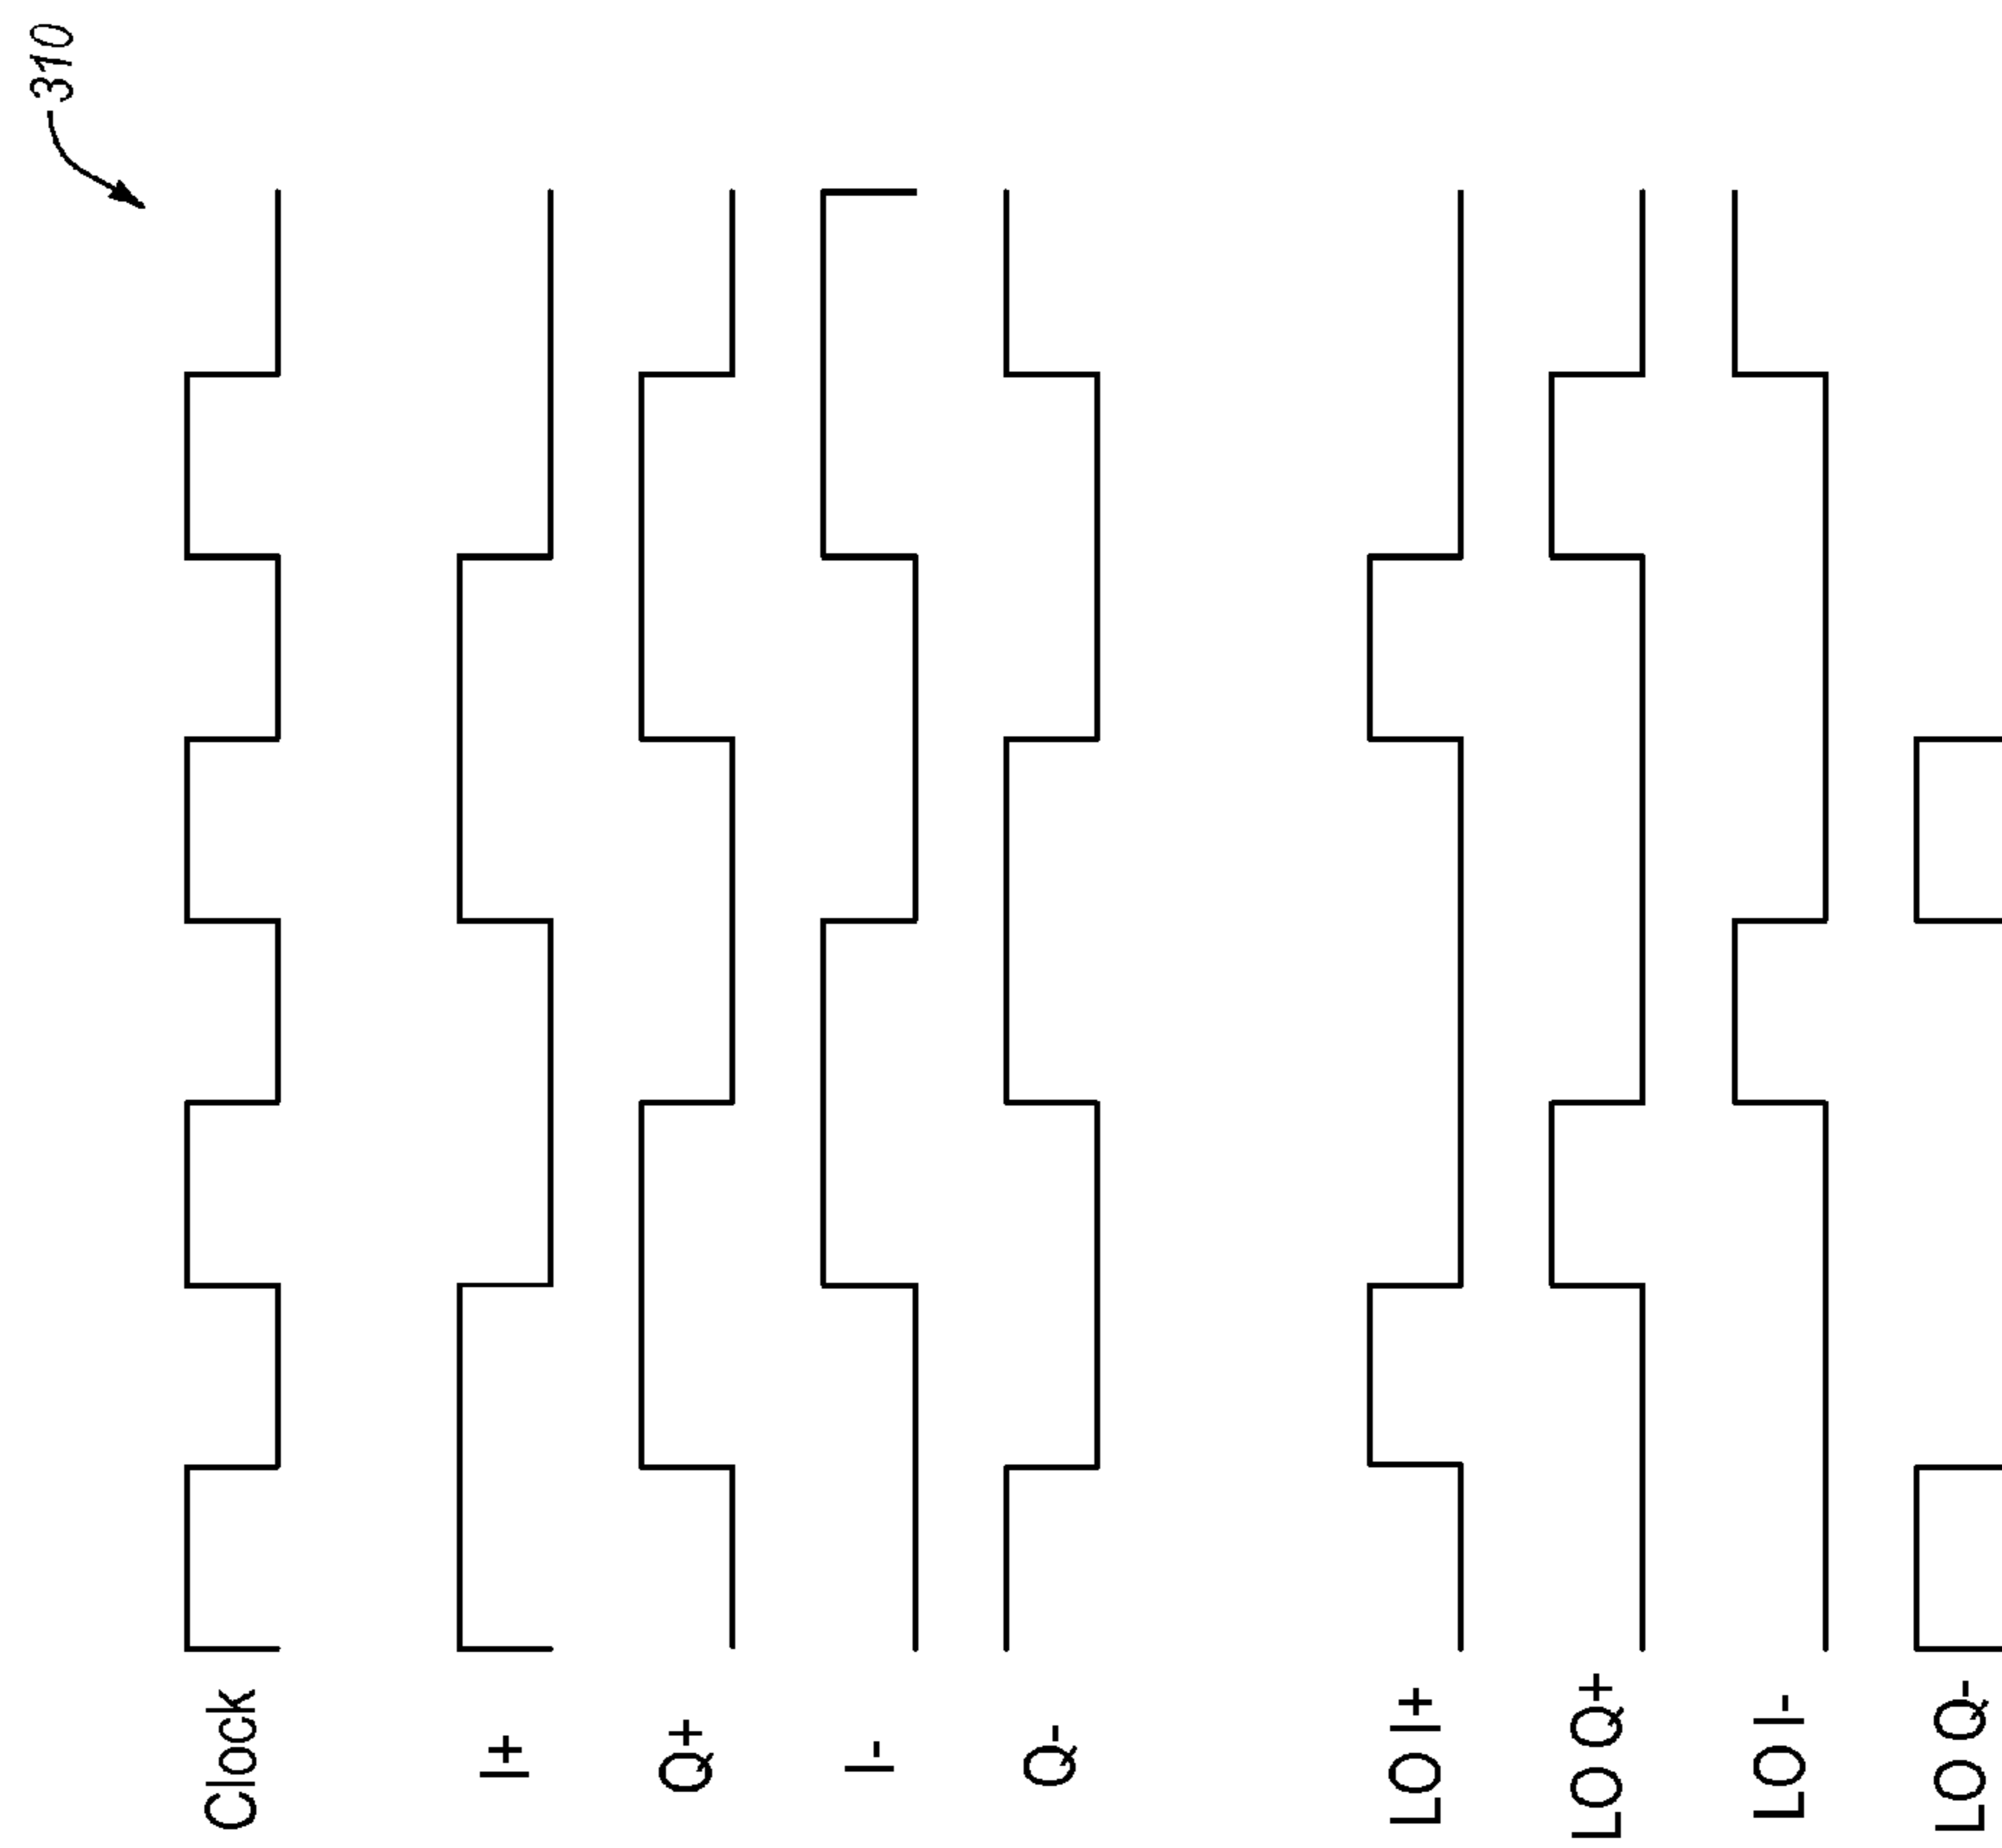 310
Clock
I+
Q+
I-
Q-
LO I+
LO Q+
LO I-
LO Q-